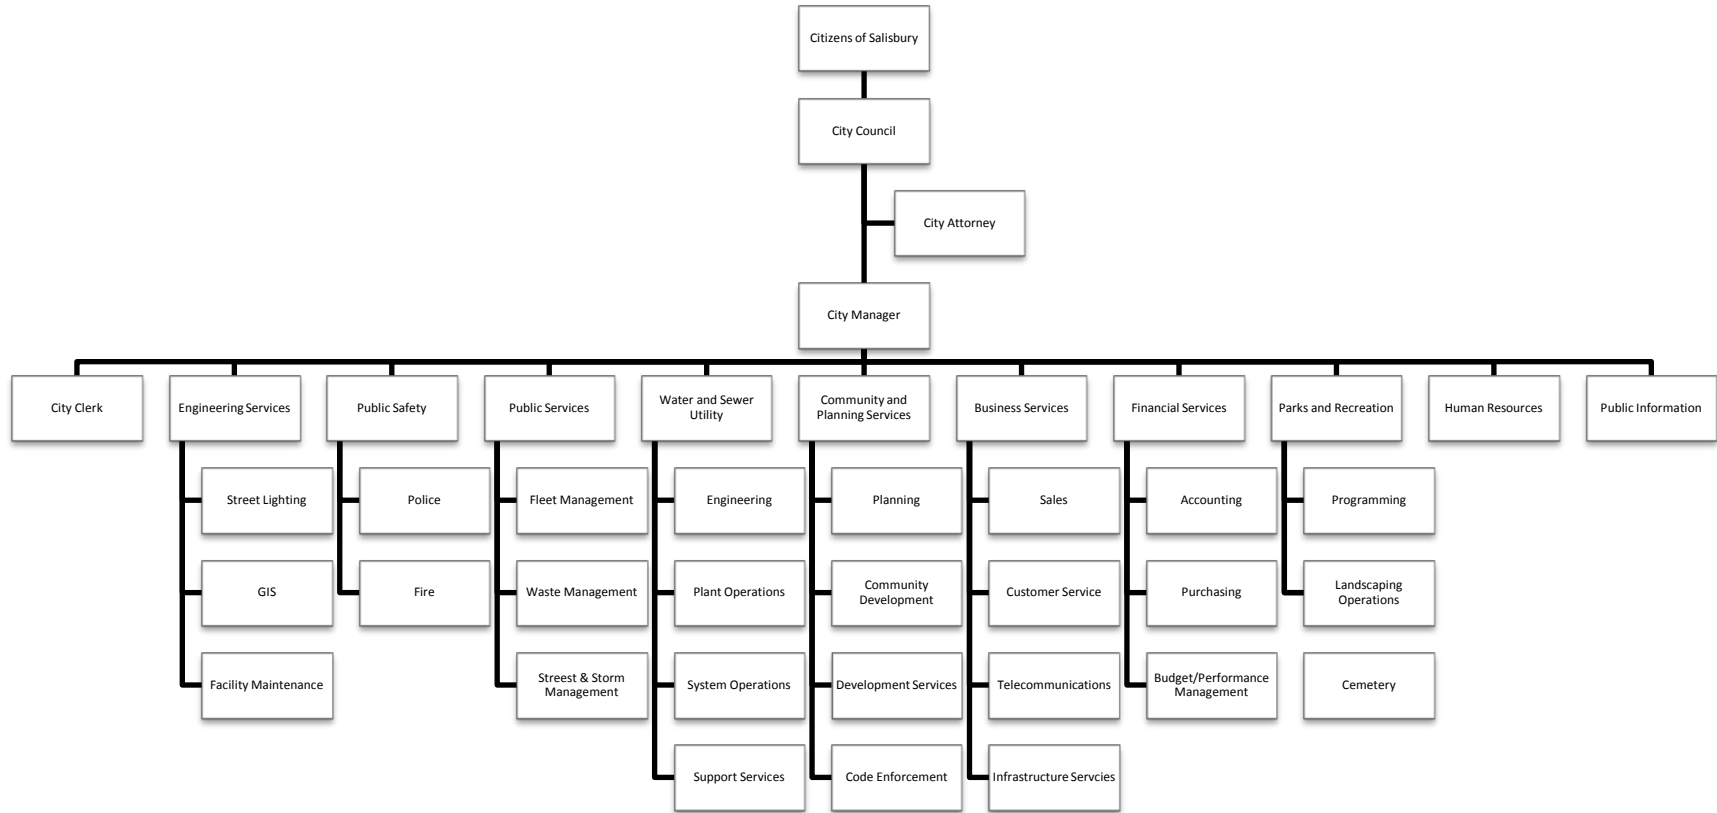 Citizens of Salisbury
City Council
City Attorney
City Manager
City Clerk
Engineering Services
Street Lighting
GIS
Facility Maintenance
Public Safety
Police
Fire
Public Services
Fleet Management
Waste Management
Streest & Storm
Management
Water and Sewer
Utility
Engineering
Plant Operations
System Operations
Support Services
Community and
Planning Services
Planning
Community
Development
Development Services
Code Enforcement
Business Services
Sales
Customer Service
Telecommunications
Infrastructure Servcies
Financial Services
Accounting
Purchasing
Budget/Performance
Management
Parks and Recreation
Programming
Landscaping
Operations
Cemetery
Human Resources
Public Information